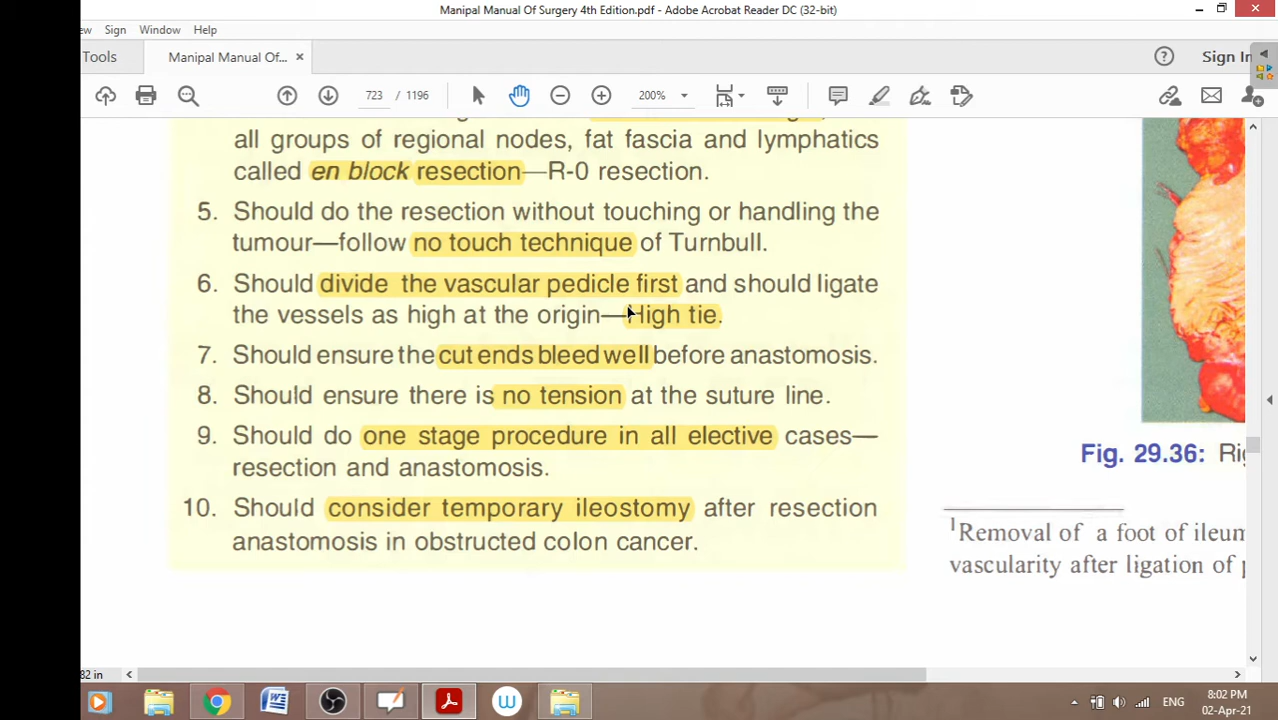 Manipal Manual Of Surgery 4th Edition.pdf - Adobe Acrobat Reader DC (32-bit)
ew Sign Window Help
Tools
Manipal Manual Of... ×
Sign In
723 / 1196
200%
all groups of regional nodes, fat fascia and lymphatics
called en block resection—R-0 resection.
5. Should do the resection without touching or handling the
tumour—follow no touch technique of Turnbull.
6. Should divide the vascular pedicle first and should ligate
the vessels as high at the origin—High tie.
7. Should ensure the cut ends bleed well before anastomosis.
8. Should ensure there is no tension at the suture line.
9. Should do one stage procedure in all elective cases—
resection and anastomosis.
10. Should consider temporary ileostomy after resection
anastomosis in obstructed colon cancer.
Fig. 29.36: Rig
1Removal of a foot of ileum
vascularity after ligation of p
82 in
ENG
8:02 PM
02-Apr-21